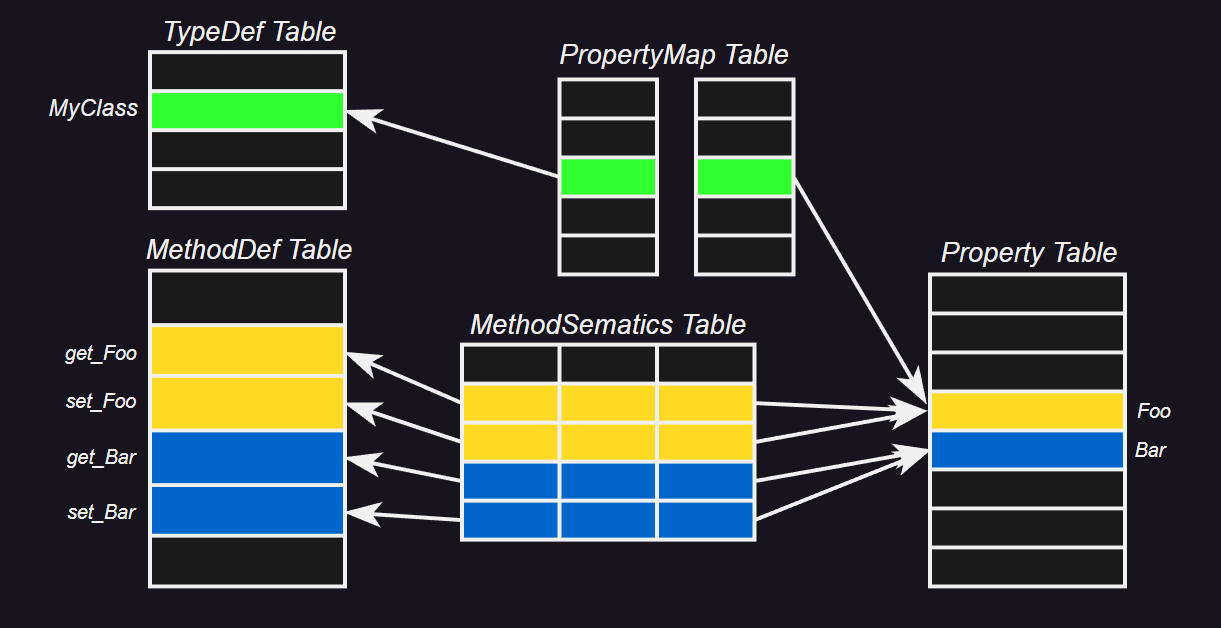 TypeDef Table
MyClass
PropertyMap Table
MethodDef Table
get_Foo
set_Foo
get_Bar
set_Bar
MethodSematics Table
Property Table
Foo
Bar